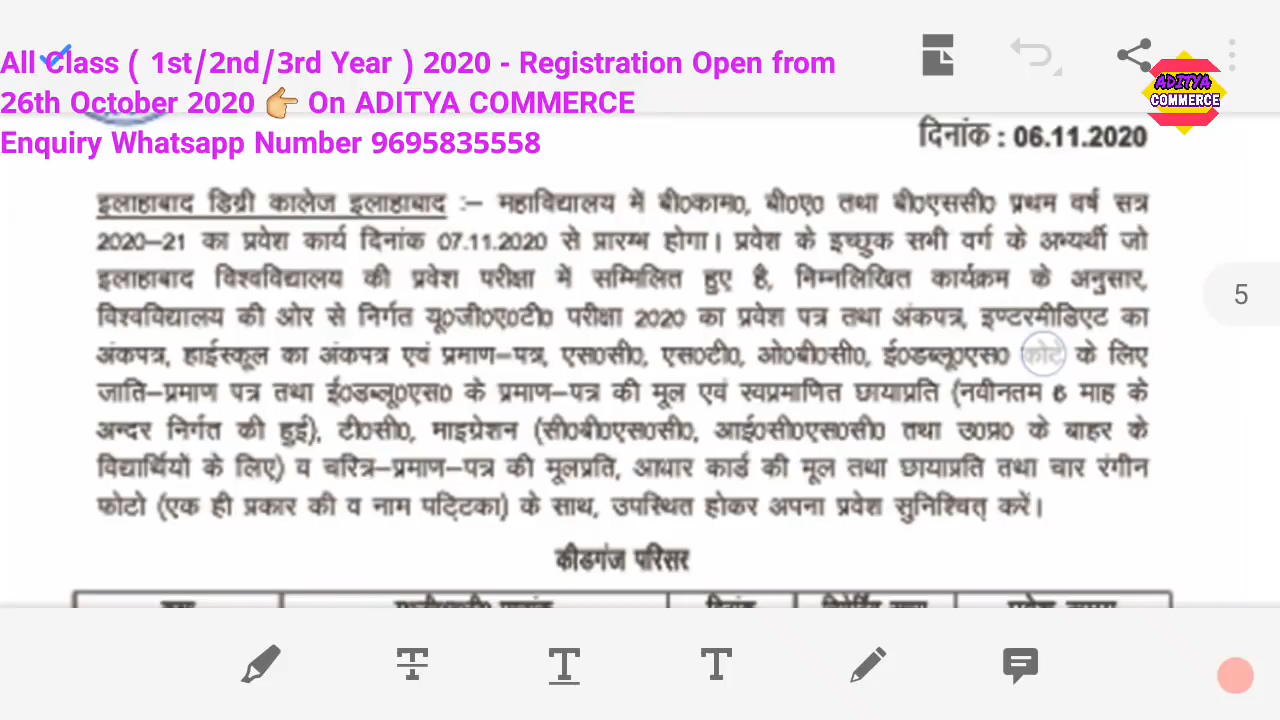 All Class ( 1st/2nd/3rd Year ) 2020 - Registration Open from
26th October 2020 👉 On ADITYA COMMERCE
Enquiry Whatsapp Number 9695835558
ADITYA
COMMERCE
दिनांक : 06.11.2020
इलाहाबाद डिग्री कालेज इलाहाबाद :– महाविद्यालय में बी0काम0, बी0ए0 तथा बी0एससी0 प्रथम वर्ष सत्र
2020–21 का प्रवेश कार्य दिनांक 07.11.2020 से प्रारम्भ होगा। प्रवेश के इच्छुक सभी वर्ग के अभ्यर्थी जो
इलाहाबाद विश्वविद्यालय की प्रवेश परीक्षा में सम्मिलित हुए है, निम्नलिखित कार्यक्रम के अनुसार,
विश्वविद्यालय की ओर से निर्गत यू0जी0ए0टी0 परीक्षा 2020 का प्रवेश पत्र तथा अंकपत्र, इण्टरमीडिएट का
अंकपत्र, हाईस्कूल का अंकपत्र एवं प्रमाण–पत्र, एस0सी0, एस0टी0, ओ0बी0सी0, ई0डब्लू0एस0 कोटे के लिए
जाति–प्रमाण पत्र तथा ई0डब्लू0एस0 के प्रमाण–पत्र की मूल एवं स्वप्रमाणित छायाप्रति (नवीनतम 6 माह के
अन्दर निर्गत की हुई), टी0सी0, माइग्रेशन (सी0बी0एस0सी0, आई0सी0एस0सी0 तथा उ0प्र0 के बाहर के
विद्यार्थियो के लिए) व चरित्र–प्रमाण–पत्र की मूलप्रति, आधार कार्ड की मूल तथा छायाप्रति तथा चार रंगीन
फोटो (एक ही प्रकार की व नाम पट्टिका) के साथ, उपस्थित होकर अपना प्रवेश सुनिश्चित् करें।
कीडगंज परिसर
5